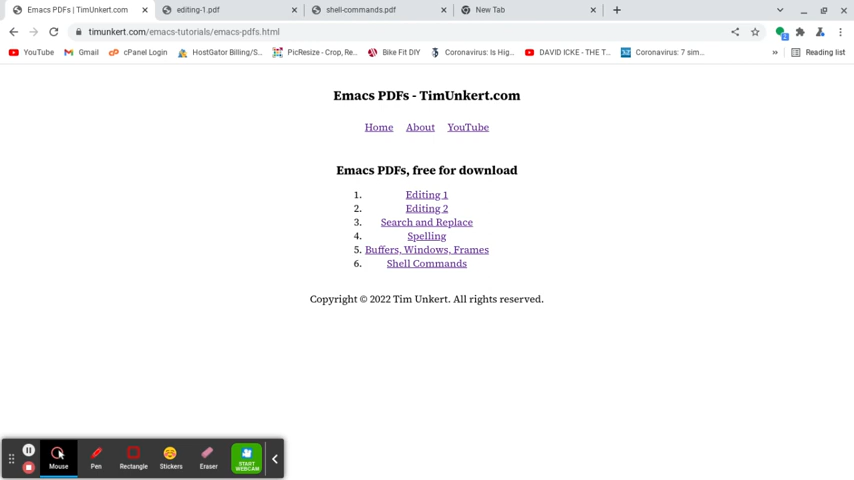 Emacs PDFs | TimUnkert.com
editing-1.pdf
shell-commands.pdf
New Tab
timunkert.com/emacs-tutorials/emacs-pdfs.html
YouTube
Gmail
cPanel Login
HostGator Billing/S...
PicResize - Crop, Re...
Bike Fit DIY
Coronavirus: Is Hig...
DAVID ICKE - THE T...
Coronavirus: 7 sim...
»
Reading list
Emacs PDFs - TimUnkert.com
Home About YouTube
Emacs PDFs, free for download
1. Editing 1
2. Editing 2
3. Search and Replace
4. Spelling
5. Buffers, Windows, Frames
6. Shell Commands
Copyright © 2022 Tim Unkert. All rights reserved.
Mouse
Pen
Rectangle
Stickers
Eraser
START
WEBCAM